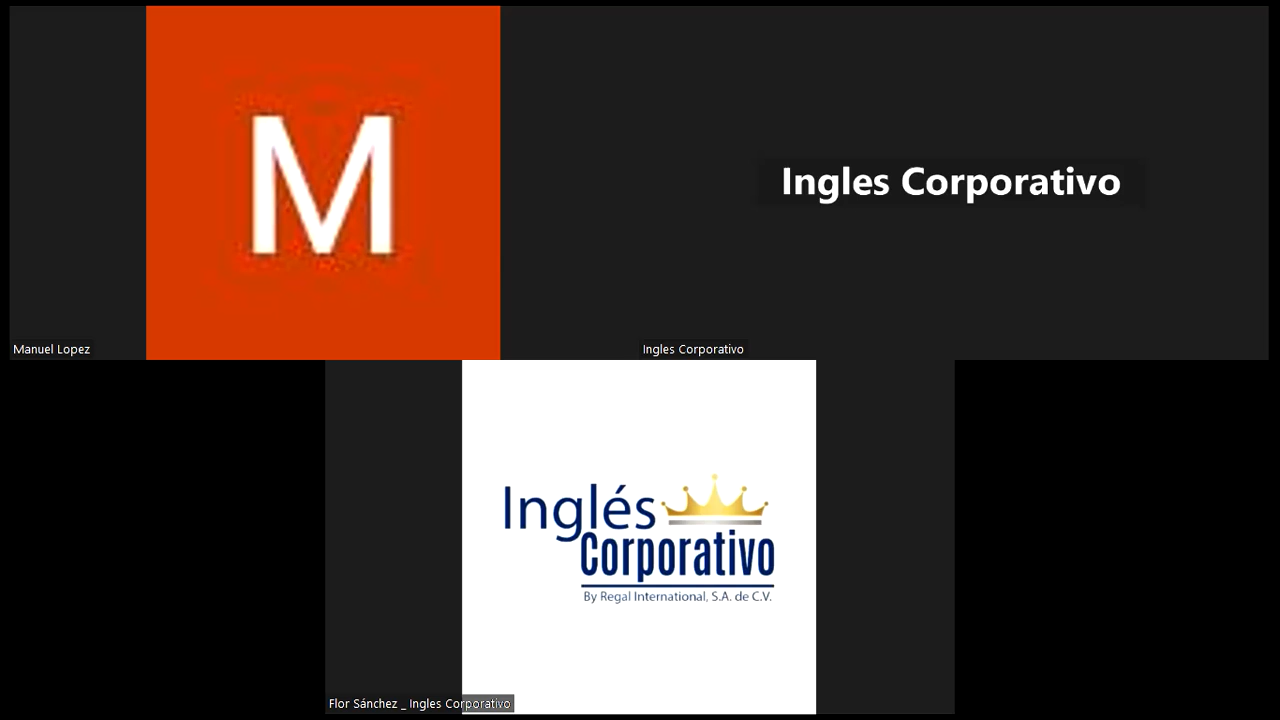 M
Manuel Lopez
Ingles Corporativo
Ingles Corporativo
Inglés
Corporativo
By Regal International, S.A. de C.V.
Flor Sánchez _ Ingles Corporativo